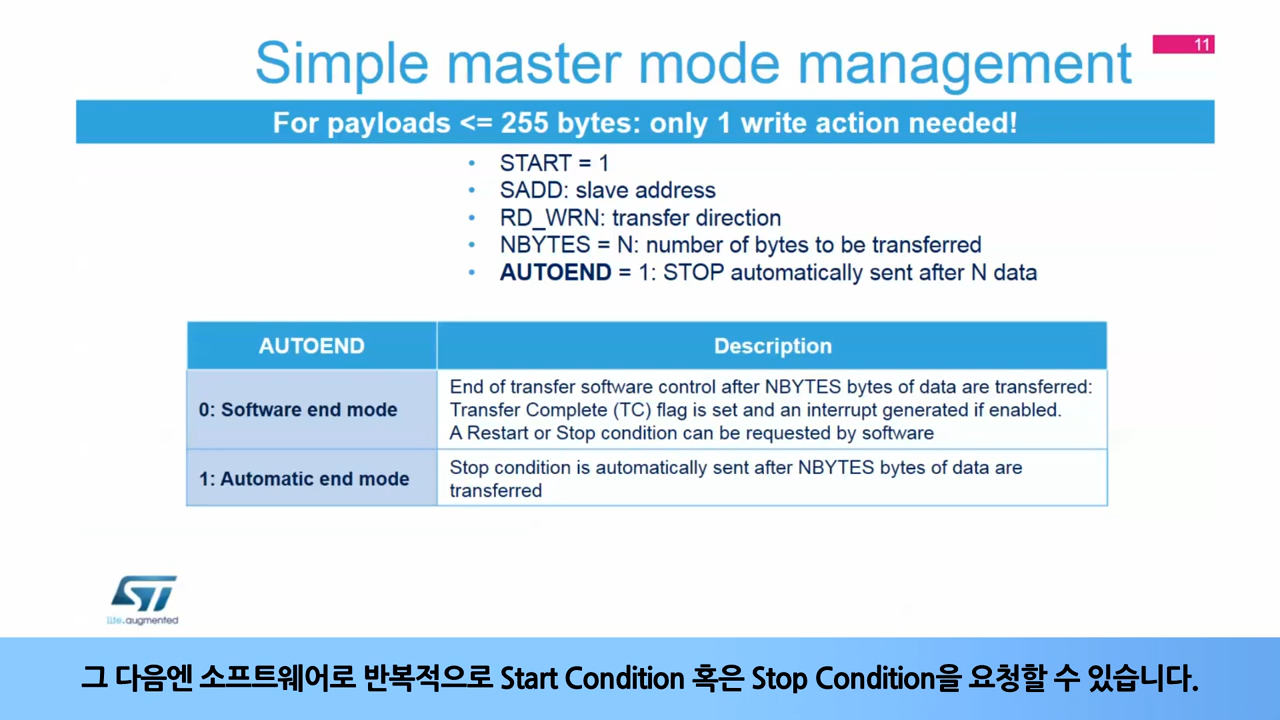 11
Simple master mode management
For payloads <= 255 bytes: only 1 write action needed!
• START = 1
• SADD: slave address
• RD_WRN: transfer direction
• NBYTES = N: number of bytes to be transferred
• AUTOEND = 1: STOP automatically sent after N data
AUTOEND
Description
0: Software end mode
End of transfer software control after NBYTES bytes of data are transferred:
Transfer Complete (TC) flag is set and an interrupt generated if enabled.
A Restart or Stop condition can be requested by software
1: Automatic end mode
Stop condition is automatically sent after NBYTES bytes of data are
transferred
ST
life.augmented
그 다음엔 소프트웨어로 반복적으로 Start Condition 혹은 Stop Condition을 요청할 수 있습니다.